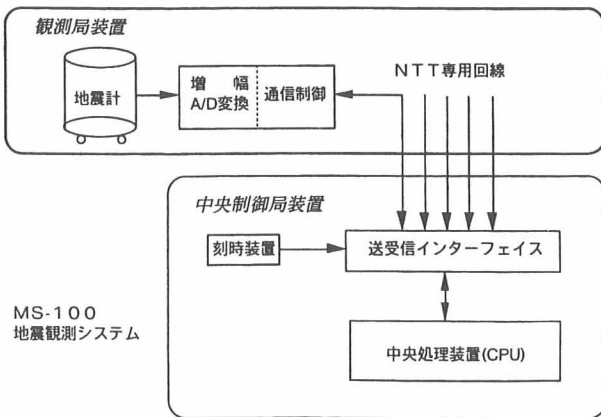 観測局装置
地震計
増幅
A/D変換
通信制御
NTT専用回線
中央制御局装置
刻時装置
送受信インターフェイス
中央処理装置(CPU)
MS-100
地震観測システム